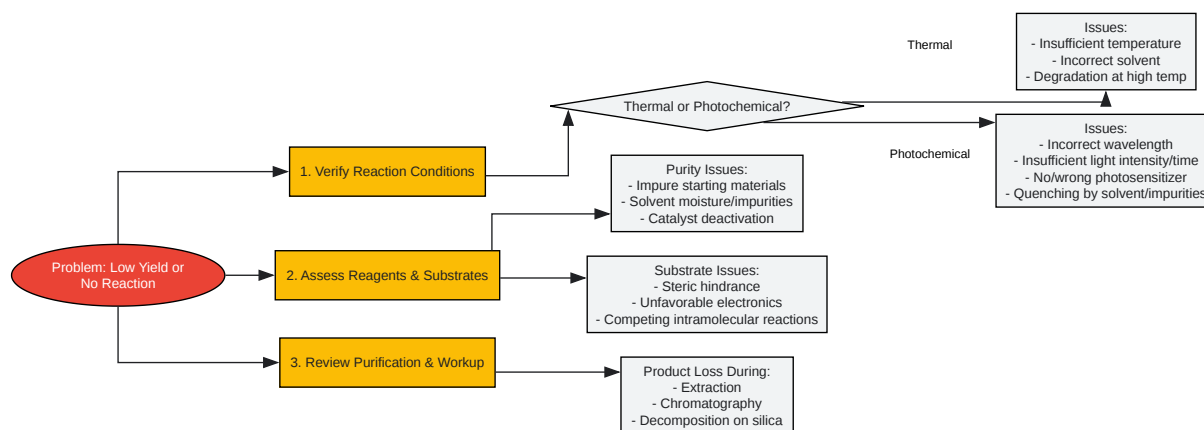 Problem: Low Yield or
No Reaction
1. Verify Reaction Conditions
Thermal or Photochemical?
Thermal
Issues:
- Insufficient temperature
- Incorrect solvent
- Degradation at high temp
Photochemical
Issues:
- Incorrect wavelength
- Insufficient light intensity/time
- No/wrong photosensitizer
- Quenching by solvent/impurities
2. Assess Reagents & Substrates
Purity Issues:
- Impure starting materials
- Solvent moisture/impurities
- Catalyst deactivation
Substrate Issues:
- Steric hindrance
- Unfavorable electronics
- Competing intramolecular reactions
3. Review Purification & Workup
Product Loss During:
- Extraction
- Chromatography
- Decomposition on silica